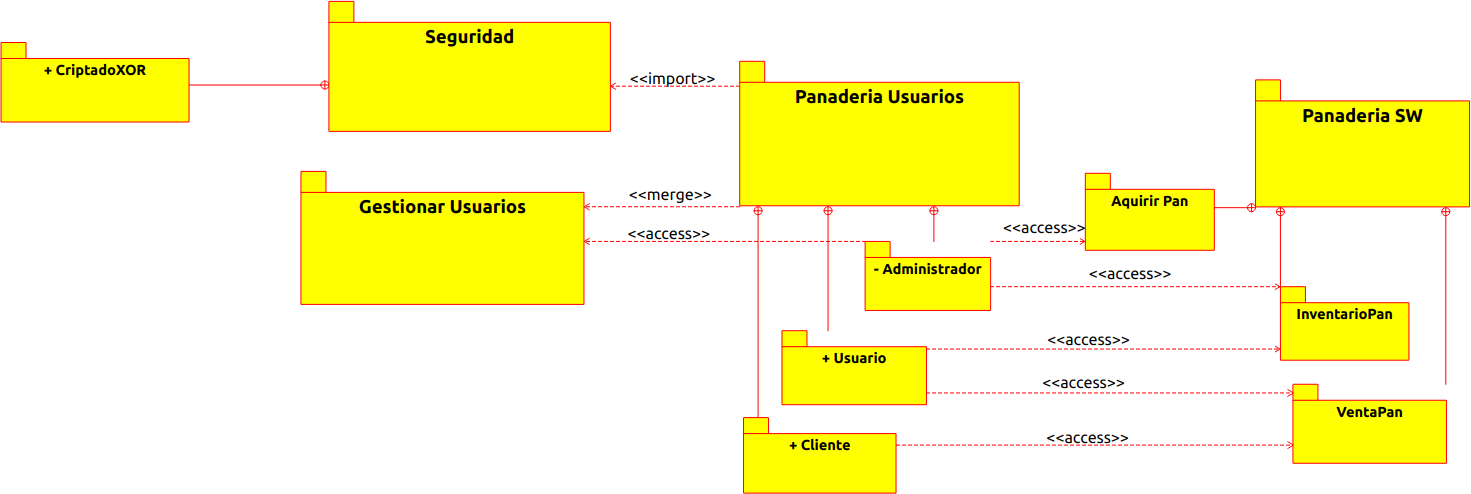 Seguridad
+ CriptadoXOR
<<import>>
Panaderia Usuarios
Panaderia SW
<<merge>>
Gestionar Usuarios
Aquirir Pan
<<access>>
<<access>>
- Administrador
<<access>>
InventarioPan
<<access>>
+ Usuario
<<access>>
VentaPan
<<access>>
+ Cliente